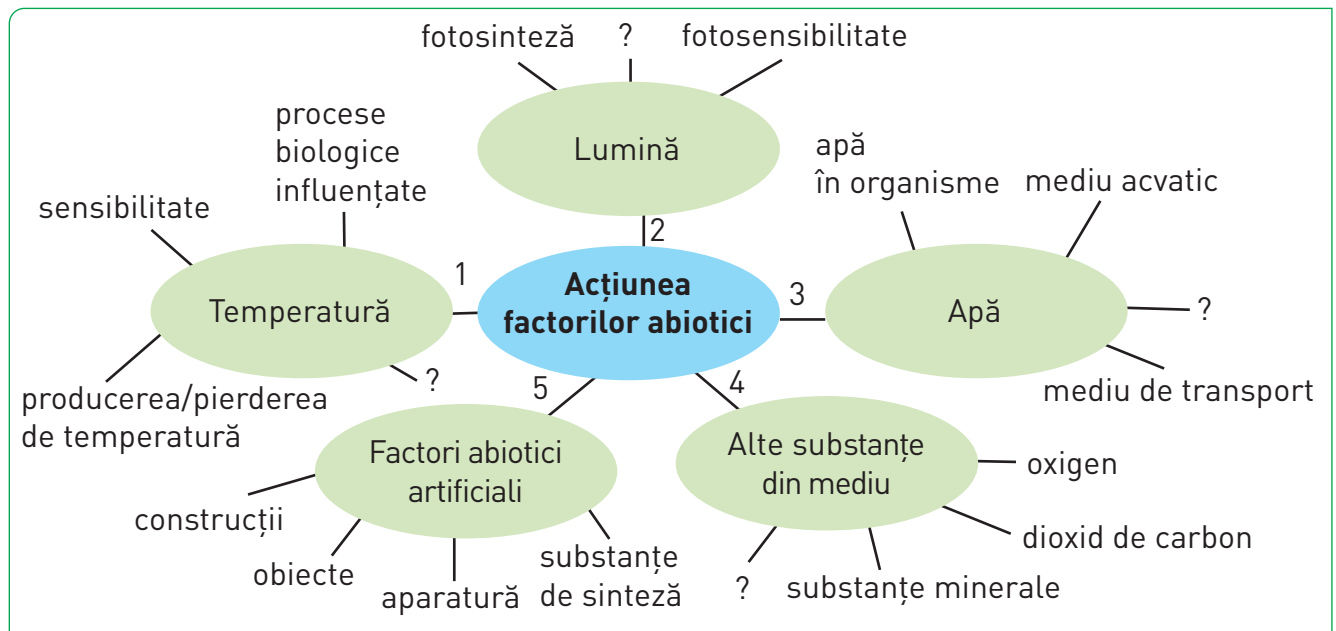 fotosinteză
?
fotosensibilitate
Lumină
2
procese
biologice
influențate
sensibilitate
1
Temperatură
producerea/pierderea
de temperatură
?
Acțiunea
factorilor abiotici
apă
în organisme
mediu acvatic
3
Apă
?
mediu de transport
5
Factori abiotici
artificiali
construcții
obiecte
aparatură
substanțe
de sinteză
4
Alte substanțe
din mediu
oxigen
dioxid de carbon
substanțe minerale
?